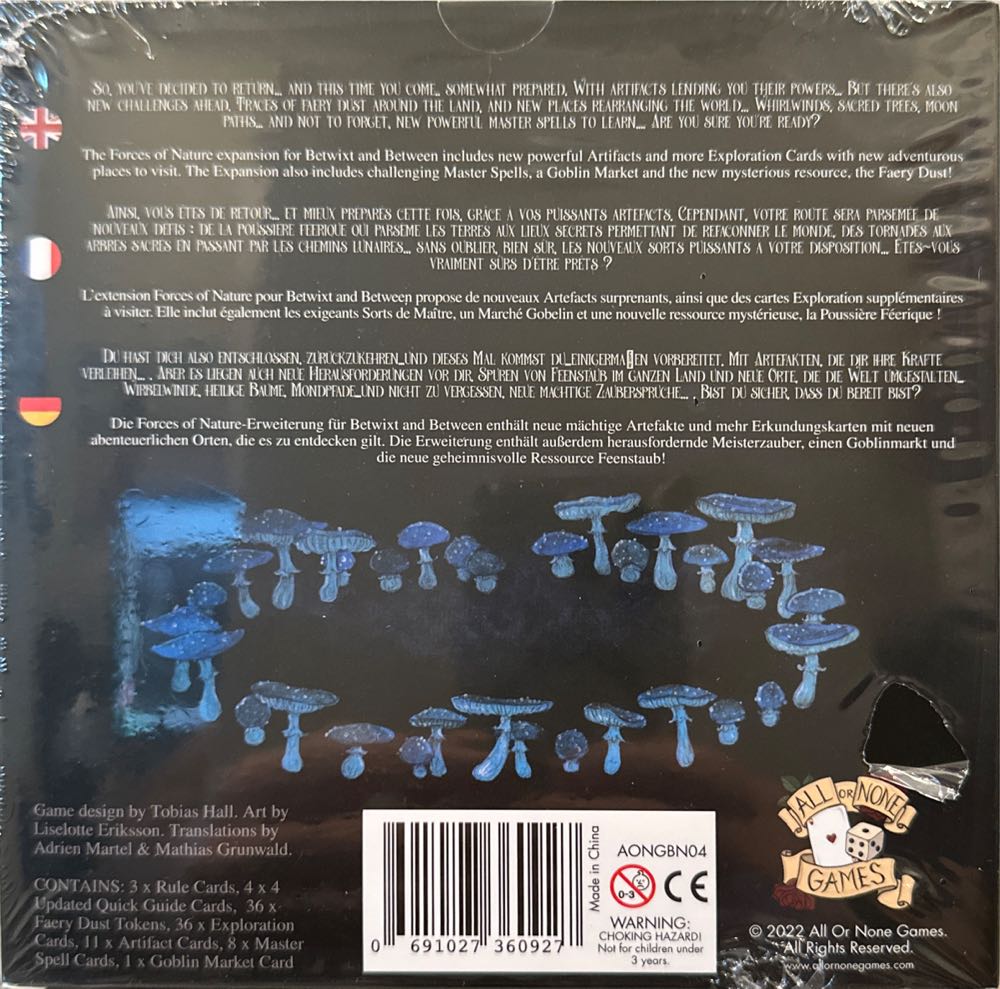 So, you've decided to return... and this time you come... somewhat prepared. With artifacts lending you their powers... But there's also
new challenges ahead. Traces of faery dust around the land, and new places rearranging the world... Whirlwinds, sacred trees, moon
paths... and not to forget, new powerful master spells to learn.... Are you sure you're ready?
The Forces of Nature expansion for Betwixt and Between includes new powerful Artifacts and more Exploration Cards with new adventurous
places to visit. The Expansion also includes challenging Master Spells, a Goblin Market and the new mysterious resource, the Faery Dust!
Ainsi, vous êtes de retour... et mieux préparés cette fois, grâce à vos puissants artefacts. Cependant, votre route sera parsemée de
nouveaux défis : de la poussière féerique qui parsème les terres aux lieux secrets permettant de refaçonner le monde, des tornades aux
arbres sacrés en passant par les chemins lunaires... sans oublier, bien sûr, les nouveaux sorts puissants à votre disposition... Êtes-vous
vraiment sûrs d'être prêts ?
L'extension Forces of Nature pour Betwixt and Between propose de nouveaux Artefacts surprenants, ainsi que des cartes Exploration supplémentaires
à visiter. Elle inclut également les exigeants Sorts de Maître, un Marché Gobelin et une nouvelle ressource mystérieuse, la Poussière Féerique !
Du hast dich also entschlossen, zurückzukehren...und dieses Mal kommst du...einigermaßen vorbereitet. Mit Artefakten, die dir ihre Kräfte
verleihen... . Aber es liegen auch neue Herausforderungen vor dir. Spuren von Feenstaub im ganzen Land und neue Orte, die die Welt umgestalten...
Wirbelwinde, heilige Bäume, Mondpfade...und nicht zu vergessen, neue mächtige Zaubersprüche... . Bist du sicher, dass du bereit bist?
Die Forces of Nature-Erweiterung für Betwixt and Between enthält neue mächtige Artefakte und mehr Erkundungskarten mit neuen
abenteuerlichen Orten, die es zu entdecken gilt. Die Erweiterung enthält außerdem herausfordernde Meisterzauber, einen Goblinmarkt und
die neue geheimnisvolle Ressource Feenstaub!
Game design by Tobias Hall. Art by
Liselotte Eriksson. Translations by
Adrien Martel & Mathias Grunwald.
CONTAINS: 3 x Rule Cards, 4 x 4
Updated Quick Guide Cards, 36 x
Faery Dust Tokens, 36 x Exploration
Cards, 11 x Artifact Cards, 8 x Master
Spell Cards, 1 x Goblin Market Card
0 691027 360927
Made in China
AONGBN04
0-3
CE
WARNING:
CHOKING HAZARD!
Not for children under
3 years.
ALL OR NONE
GAMES
© 2022 All Or None Games.
All Rights Reserved.
www.allornonegames.com